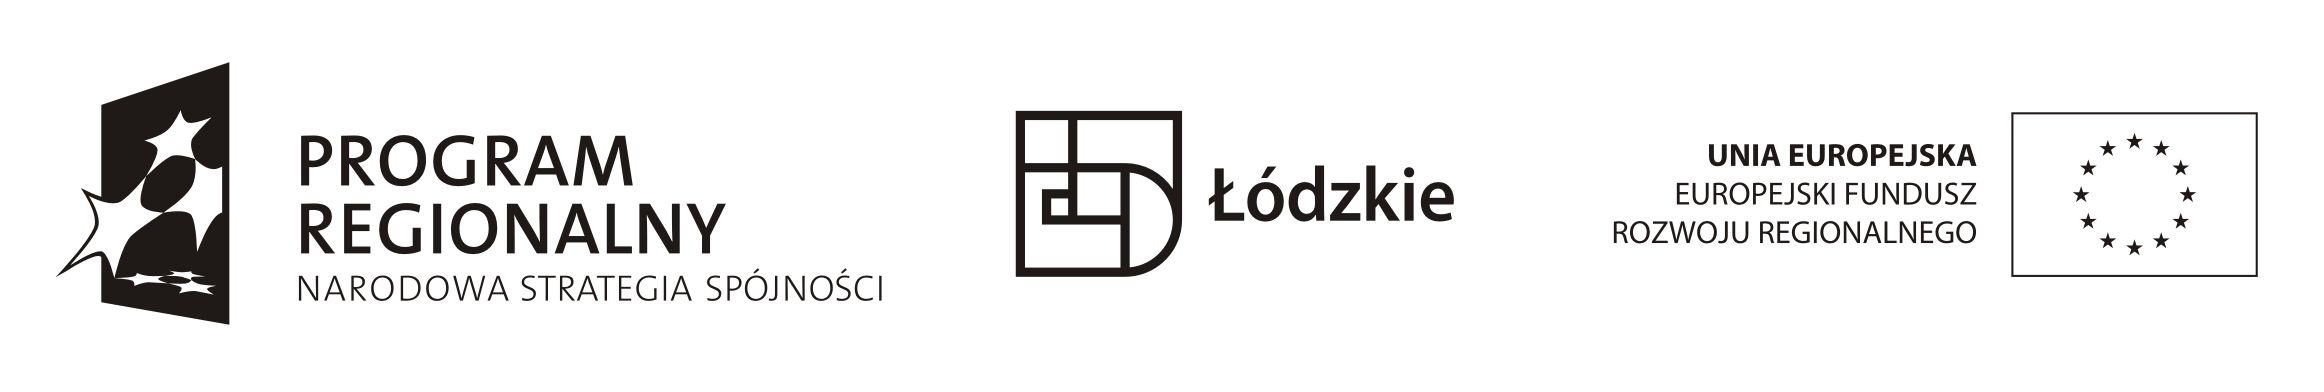 PROGRAM
REGIONALNY
NARODOWA STRATEGIA SPÓJNOŚCI
Łódzkie
UNIA EUROPEJSKA
EUROPEJSKI FUNDUSZ
ROZWOJU REGIONALNEGO